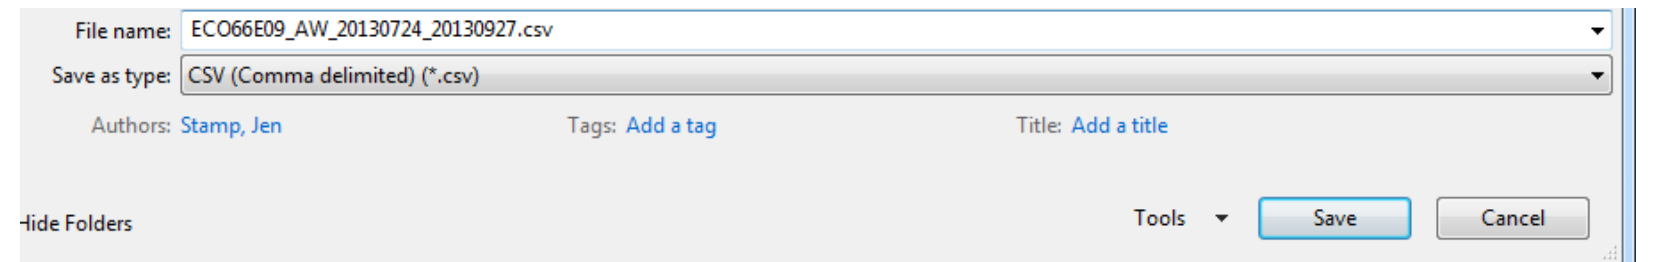 File name: ECO66E09_AW_20130724_20130927.csv
Save as type: CSV (Comma delimited) (*.csv)
Authors: Stamp, Jen Tags: Add a tag Title: Add a title
Hide Folders Tools Save Cancel